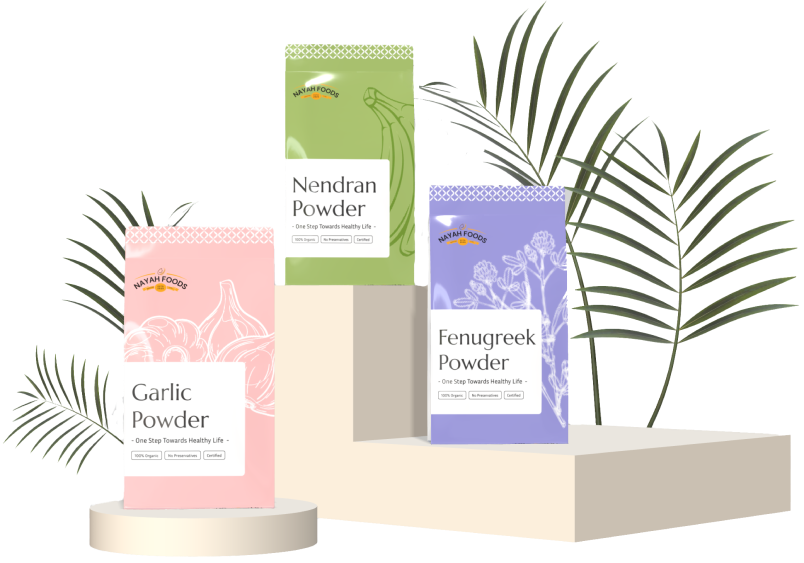 NAYAH FOODS
Nendran
Powder
- One Step Towards Healthy Life -
100% Organic No Preservatives Certified
NAYAH FOODS
Fenugreek
Powder
- One Step Towards Healthy Life -
100% Organic No Preservatives Certified
NAYAH FOODS
Garlic
Powder
- One Step Towards Healthy Life -
100% Organic No Preservatives Certified